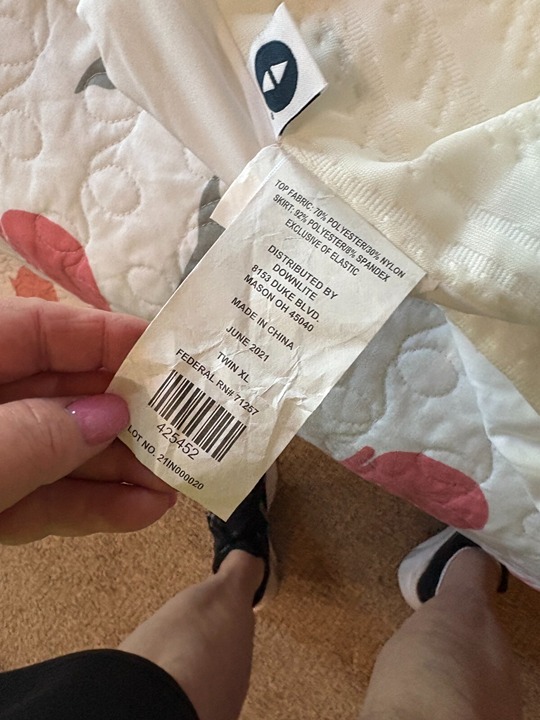 TOP FABRIC: 70% POLYESTER/30% NYLON
SKIRT: 92% POLYESTER/8% SPANDEX
EXCLUSIVE OF ELASTIC
DISTRIBUTED BY
DOWNLITE
8153 DUKE BLVD.
MASON OH 45040
MADE IN CHINA
JUNE 2021
TWIN XL
FEDERAL RN# 71257
425452
LOT NO. 21IN000020